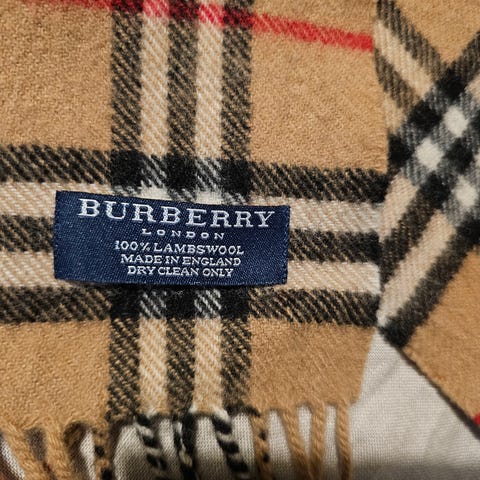 BURBERRY
LONDON
100% LAMBSWOOL
MADE IN ENGLAND
DRY CLEAN ONLY